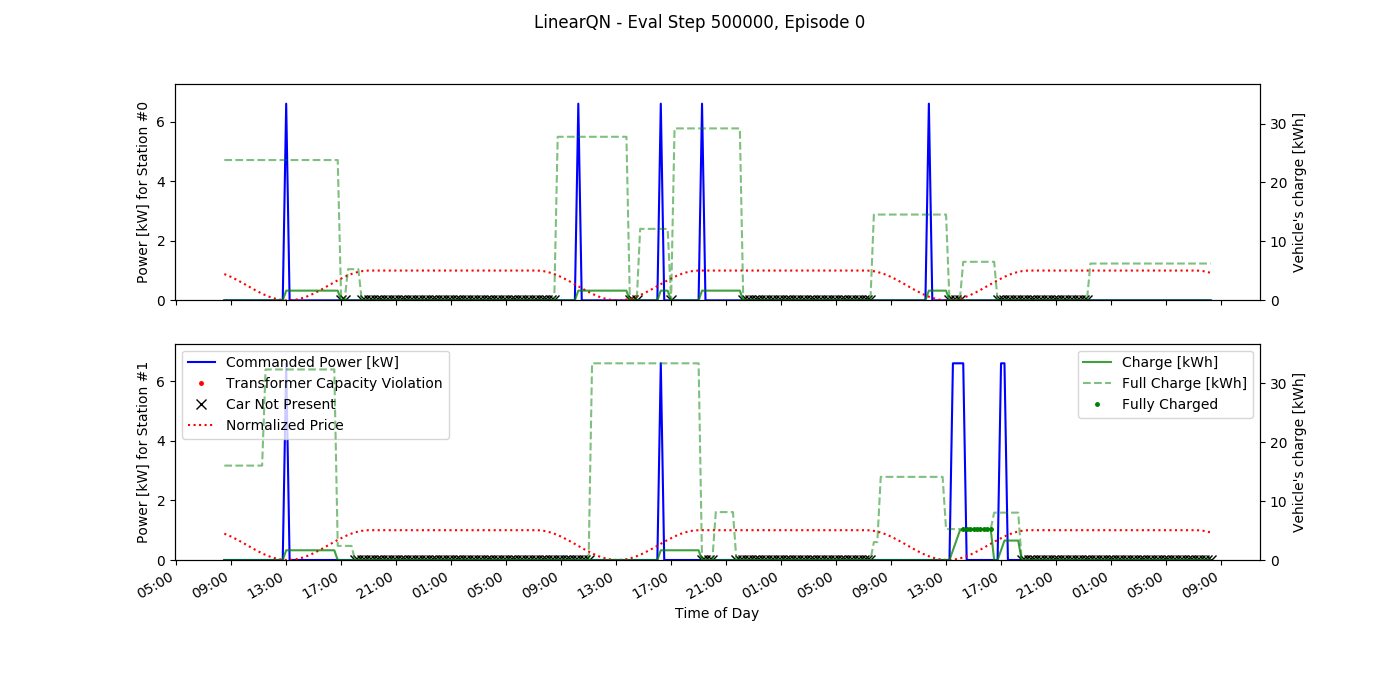 LinearQN - Eval Step 500000, Episode 0
Power [kW] for Station #0
6
4
2
0
30
20
10
0
Vehicle's charge [kWh]
Power [kW] for Station #1
6
4
2
0
Commanded Power [kW]
Transformer Capacity Violation
Car Not Present
Normalized Price
Charge [kWh]
Full Charge [kWh]
Fully Charged
30
20
10
0
Vehicle's charge [kWh]
05:00
09:00
13:00
17:00
21:00
01:00
05:00
09:00
13:00
17:00
21:00
01:00
05:00
09:00
13:00
17:00
21:00
01:00
05:00
09:00
Time of Day